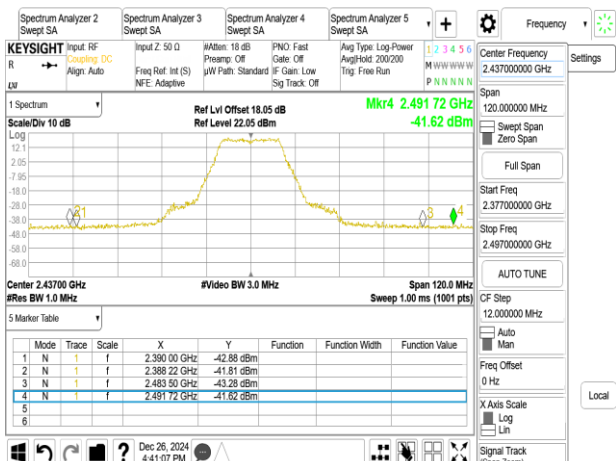 Spectrum Analyzer 2
Swept SA
Spectrum Analyzer 3
Swept SA
Spectrum Analyzer 4
Swept SA
Spectrum Analyzer 5
Swept SA
Frequency
KEYSIGHT
R
Input: RF
Coupling: DC
Align: Auto
Input Z: 50 Ω
Freq Ref: Int (S)
NFE: Adaptive
#Atten: 18 dB
Preamp: Off
µW Path: Standard
PNO: Fast
Gate: Off
IF Gain: Low
Sig Track: Off
Avg Type: Log-Power
Avg|Hold: 200/200
Trig: Free Run
1 2 3 4 5 6
M W W W W W
P N N N N N
1 Spectrum
Scale/Div 10 dB
Ref Lvl Offset 18.05 dB
Ref Level 22.05 dBm
Mkr4 2.491 72 GHz
-41.62 dBm
Log
12.1
2.05
-7.95
-18.0
-28.0
-38.0
-48.0
-58.0
-68.0
1
3
4
Center 2.43700 GHz
#Res BW 1.0 MHz
#Video BW 3.0 MHz
Span 120.0 MHz
Sweep 1.00 ms (1001 pts)
5 Marker Table
Mode Trace Scale X Y Function Function Width Function Value
1 N 1 f 2.390 00 GHz -42.88 dBm
2 N 1 f 2.388 22 GHz -41.81 dBm
3 N 1 f 2.483 50 GHz -43.28 dBm
4 N 1 f 2.491 72 GHz -41.62 dBm
5
6
Dec 26, 2024
4:41:07 PM
Center Frequency
2.437000000 GHz
Settings
Span
120.000000 MHz
Swept Span
Zero Span
Full Span
Start Freq
2.377000000 GHz
Stop Freq
2.497000000 GHz
AUTO TUNE
CF Step
12.000000 MHz
Auto
Man
Freq Offset
0 Hz
X Axis Scale
Log
Lin
Local
Signal Track